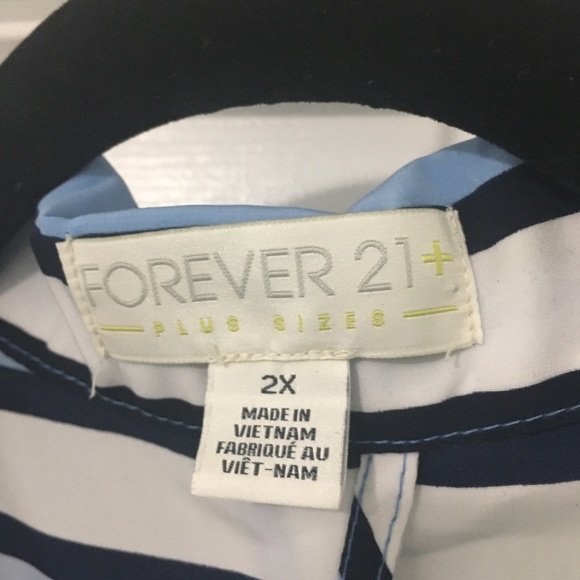 FOREVER 21+
PLUS SIZES
2X
MADE IN
VIETNAM
FABRIQUÉ AU
VIÊT-NAM